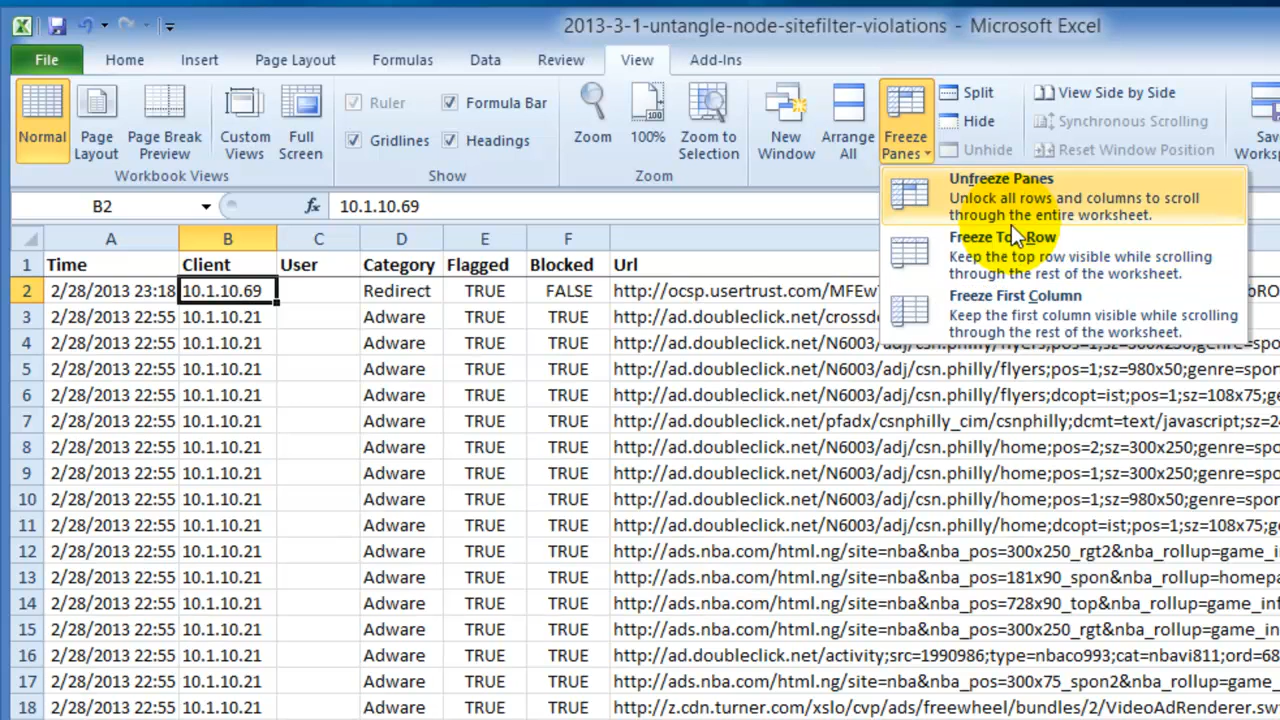 2013-3-1-untangle-node-sitefilter-violations - Microsoft Excel
File Home Insert Page Layout Formulas Data Review View Add-Ins
Normal
Page Layout
Page Break Preview
Custom Views
Full Screen
Workbook Views
Ruler
Formula Bar
Gridlines
Headings
Show
Zoom
100%
Zoom to Selection
Zoom
New Window
Arrange All
Freeze Panes
Split
Hide
Unhide
View Side by Side
Synchronous Scrolling
Reset Window Position
Unfreeze Panes
Unlock all rows and columns to scroll
through the entire worksheet.
Freeze Top Row
Keep the top row visible while scrolling
through the rest of the worksheet.
Freeze First Column
Keep the first column visible while scrolling
through the rest of the worksheet.
B2 fx 10.1.10.69
A B C D E F
1 Time Client User Category Flagged Blocked Url
2 2/28/2013 23:18 10.1.10.69 Redirect TRUE FALSE
3 2/28/2013 22:55 10.1.10.21 Adware TRUE TRUE
4 2/28/2013 22:55 10.1.10.21 Adware TRUE TRUE http://ad.doubleclick.net/N6003/adj/csn.philly/flyers;pos=1;sz=300x250;genre=spo
5 2/28/2013 22:55 10.1.10.21 Adware TRUE TRUE http://ad.doubleclick.net/N6003/adj/csn.philly/flyers;pos=1;sz=980x50;genre=spor
6 2/28/2013 22:55 10.1.10.21 Adware TRUE TRUE http://ad.doubleclick.net/N6003/adj/csn.philly/flyers;dcopt=ist;pos=1;sz=108x75;g
7 2/28/2013 22:55 10.1.10.21 Adware TRUE TRUE http://ad.doubleclick.net/pfadx/csnphilly_cim/csnphilly;dcmt=text/javascript;sz=24
8 2/28/2013 22:55 10.1.10.21 Adware TRUE TRUE http://ad.doubleclick.net/N6003/adj/csn.philly/home;pos=2;sz=300x250;genre=sp
9 2/28/2013 22:55 10.1.10.21 Adware TRUE TRUE http://ad.doubleclick.net/N6003/adj/csn.philly/home;pos=1;sz=300x250;genre=sp
10 2/28/2013 22:55 10.1.10.21 Adware TRUE TRUE http://ad.doubleclick.net/N6003/adj/csn.philly/home;pos=1;sz=980x50;genre=spo
11 2/28/2013 22:55 10.1.10.21 Adware TRUE TRUE http://ad.doubleclick.net/N6003/adj/csn.philly/home;dcopt=ist;pos=1;sz=108x75;g
12 2/28/2013 22:55 10.1.10.21 Adware TRUE TRUE http://ads.nba.com/html.ng/site=nba&nba_pos=300x250_rgt2&nba_rollup=game_i
13 2/28/2013 22:55 10.1.10.21 Adware TRUE TRUE http://ads.nba.com/html.ng/site=nba&nba_pos=181x90_spon&nba_rollup=homepa
14 2/28/2013 22:55 10.1.10.21 Adware TRUE TRUE http://ads.nba.com/html.ng/site=nba&nba_pos=728x90_top&nba_rollup=game_inf
15 2/28/2013 22:55 10.1.10.21 Adware TRUE TRUE http://ads.nba.com/html.ng/site=nba&nba_pos=300x250_rgt&nba_rollup=game_inf
16 2/28/2013 22:55 10.1.10.21 Adware TRUE TRUE http://ad.doubleclick.net/activity;src=1990986;type=nbaco993;cat=nbavi811;ord=68
17 2/28/2013 22:55 10.1.10.21 Adware TRUE TRUE http://ads.nba.com/html.ng/site=nba&nba_pos=300x75_spon2&nba_rollup=game_
18 2/28/2013 22:55 10.1.10.21 Adware TRUE TRUE http://z.cdn.turner.com/xslo/cvp/ads/freewheel/bundles/2/VideoAdRenderer.sw